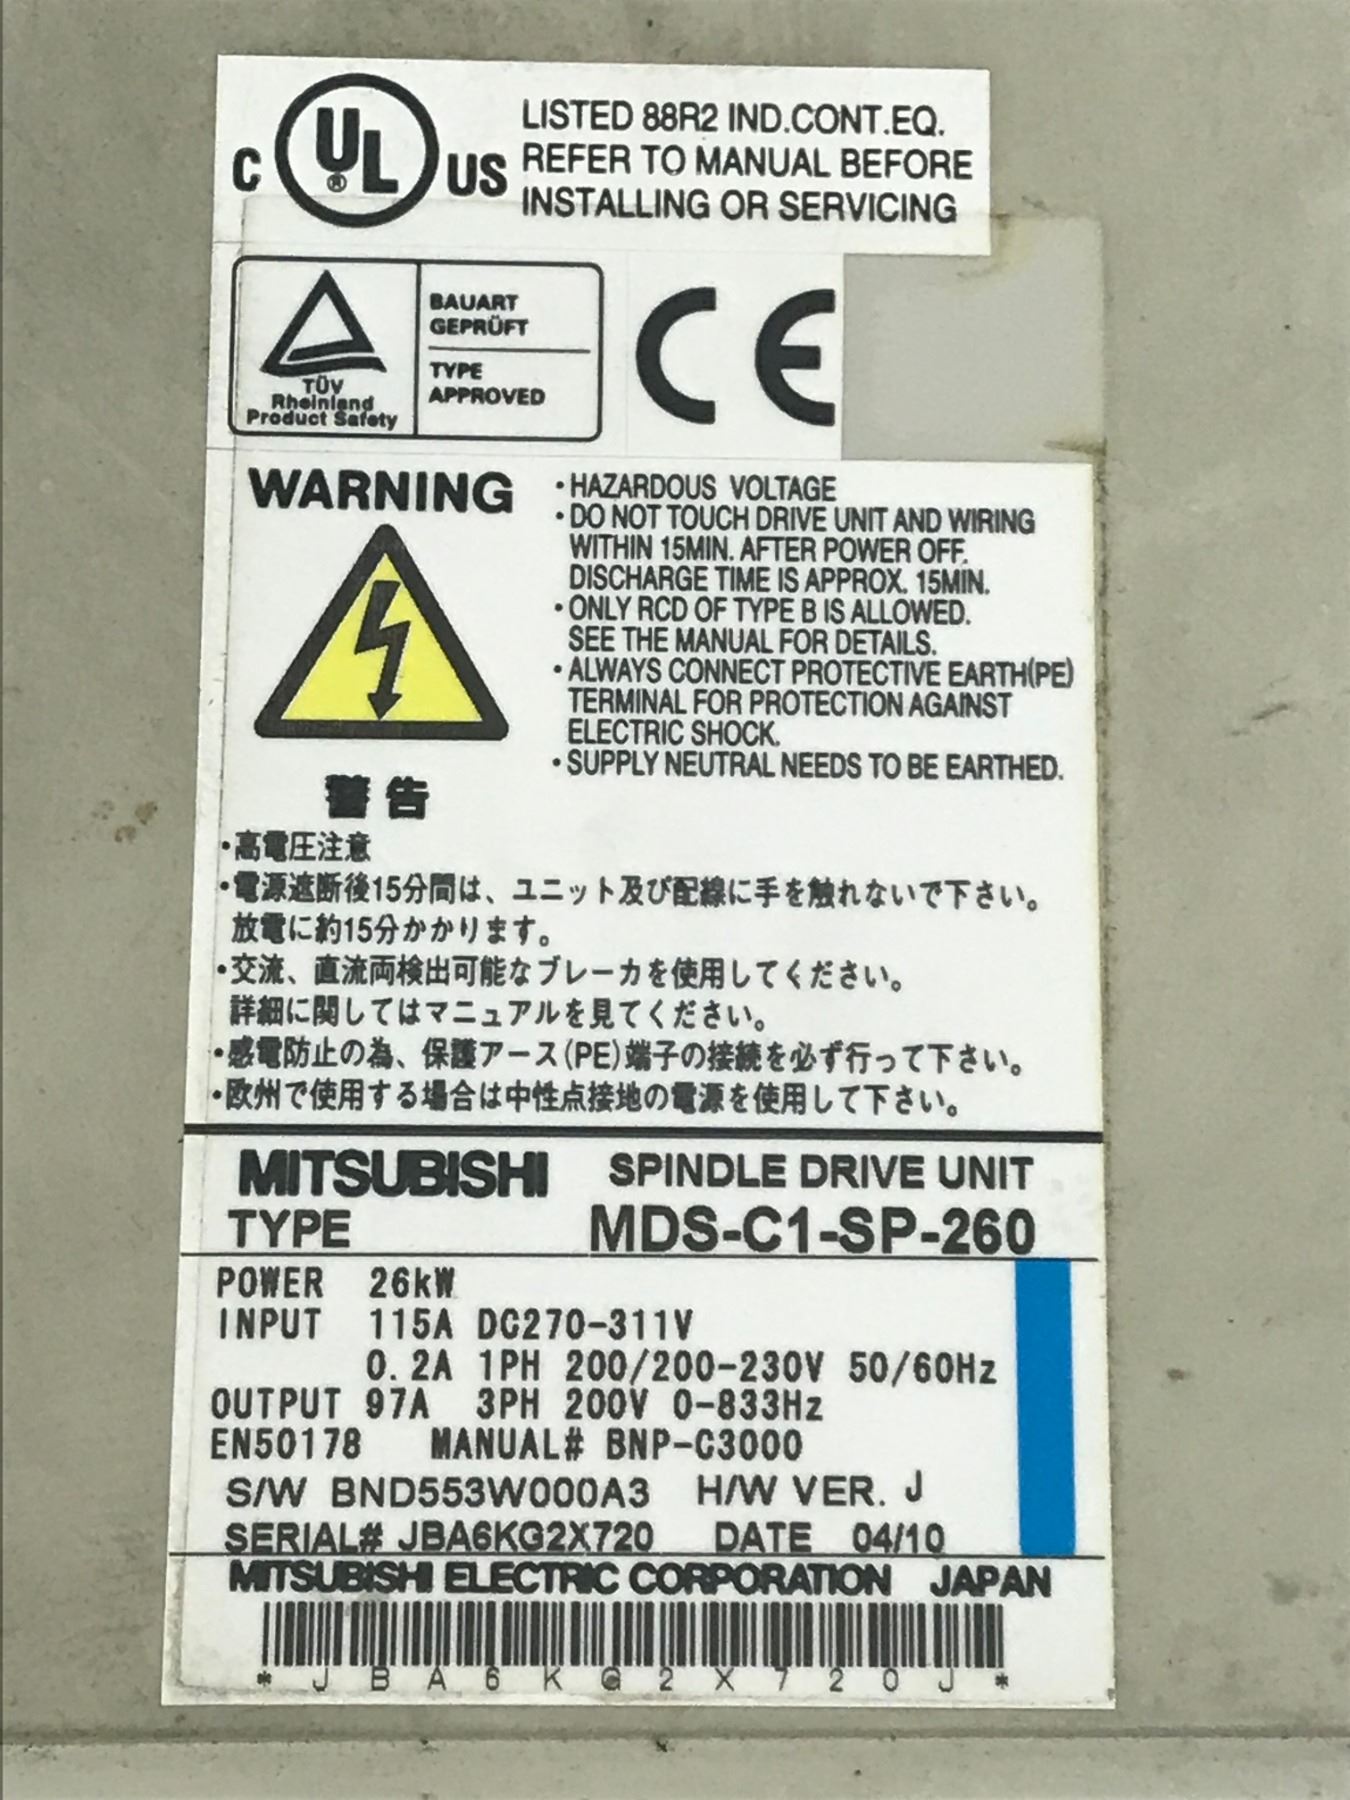 C UL US
LISTED 88R2 IND.CONT.EQ.
REFER TO MANUAL BEFORE
INSTALLING OR SERVICING
TÜV
Rheinland
Product Safety
BAUART
GEPRÜFT
TYPE
APPROVED
CE
WARNING
・HAZARDOUS VOLTAGE
・DO NOT TOUCH DRIVE UNIT AND WIRING
WITHIN 15MIN. AFTER POWER OFF.
DISCHARGE TIME IS APPROX. 15MIN.
・ONLY RCD OF TYPE B IS ALLOWED.
SEE THE MANUAL FOR DETAILS.
・ALWAYS CONNECT PROTECTIVE EARTH(PE)
TERMINAL FOR PROTECTION AGAINST
ELECTRIC SHOCK.
・SUPPLY NEUTRAL NEEDS TO BE EARTHED.
警告
・高電圧注意
・電源遮断後15分間は、ユニット及び配線に手を触れないで下さい。
放電に約15分かかります。
・交流、直流両検出可能なブレーカを使用してください。
詳細に関してはマニュアルを見てください。
・感電防止の為、保護アース(PE)端子の接続を必ず行って下さい。
・欧州で使用する場合は中性点接地の電源を使用して下さい。
MITSUBISHI SPINDLE DRIVE UNIT
TYPE MDS-C1-SP-260
POWER 26kW
INPUT 115A DC270-311V
0.2A 1PH 200/200-230V 50/60Hz
OUTPUT 97A 3PH 200V 0-833Hz
EN50178 MANUAL# BNP-C3000
S/W BND553W000A3 H/W VER. J
SERIAL# JBA6KG2X720 DATE 04/10
MITSUBISHI ELECTRIC CORPORATION JAPAN
* J B A 6 K G 2 X 7 2 0 J *